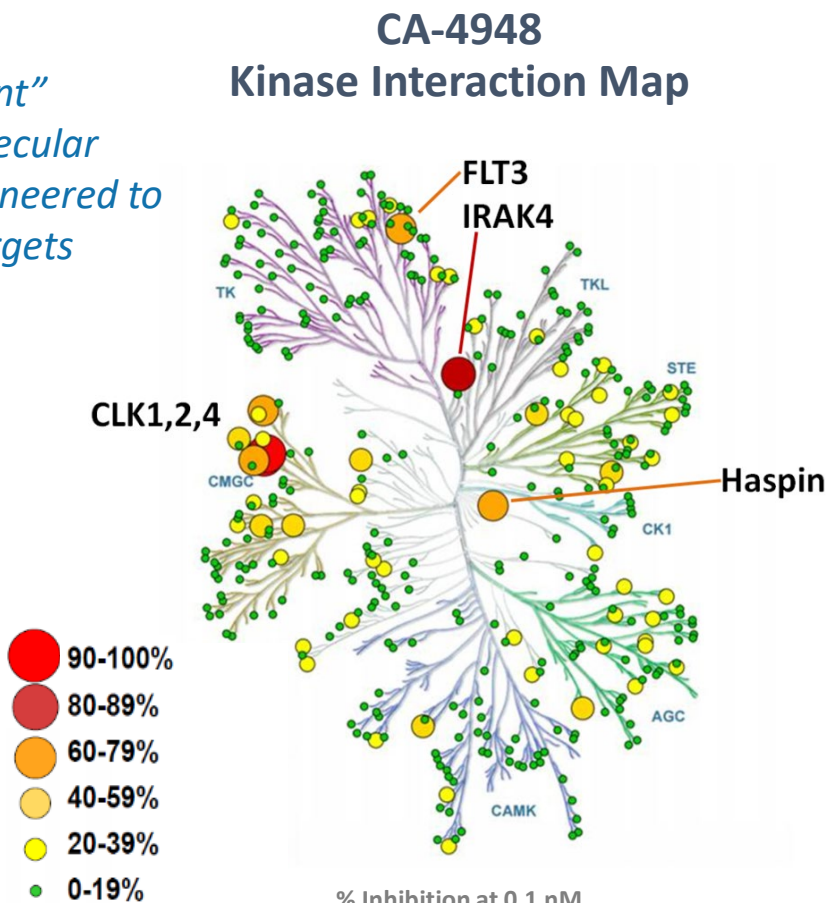 CA-4948
Kinase Interaction Map
nt”
ecular
neered to
rgets
FLT3
IRAK4
TK
TKL
STE
CLK1,2,4
CMGC
Haspin
CK1
90-100%
80-89%
60-79%
40-59%
20-39%
0-19%
AGC
CAMK
% Inhibition at 0.1 nM